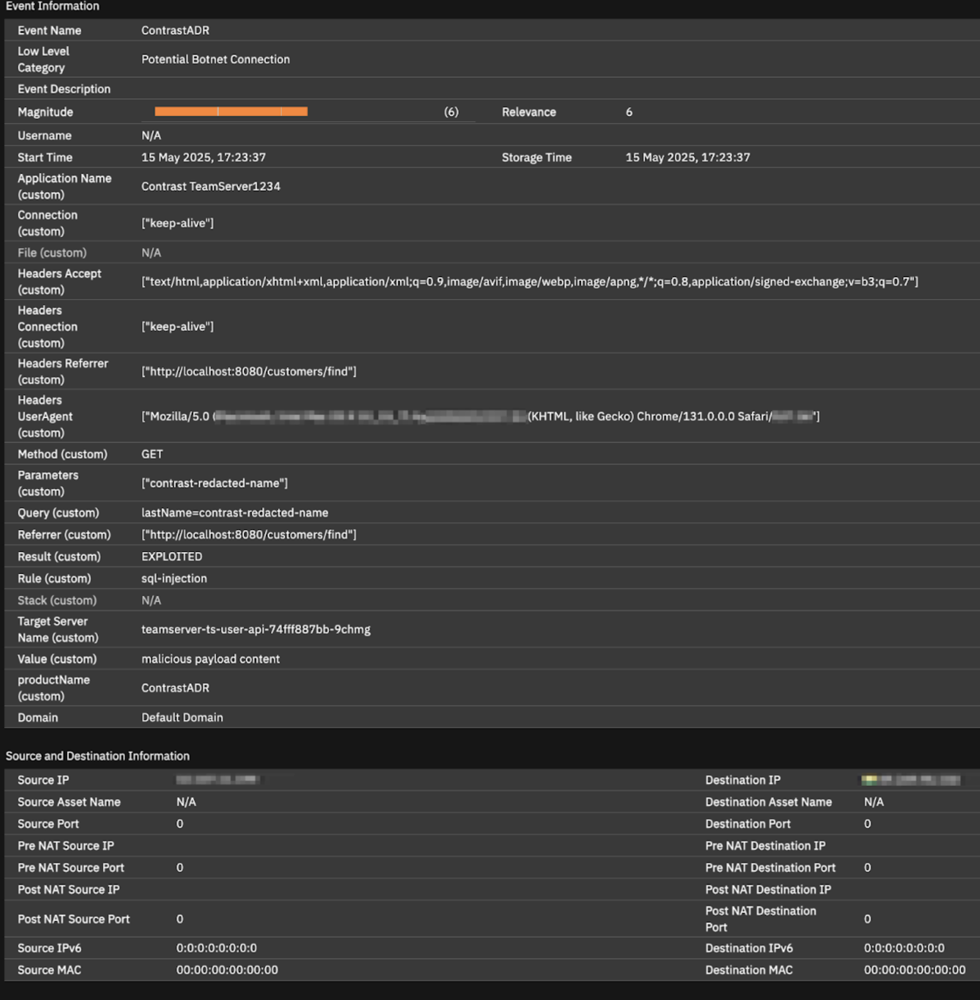 Event Information
Event Name ContrastADR
Low Level
Category Potential Botnet Connection
Event Description
Magnitude (6) Relevance 6
Username N/A
Start Time 15 May 2025, 17:23:37 Storage Time 15 May 2025, 17:23:37
Application Name
(custom) Contrast TeamServer1234
Connection
(custom) ["keep-alive"]
File (custom) N/A
Headers Accept
(custom) ["text/html,application/xhtml+xml,application/xml;q=0.9,image/avif,image/webp,image/apng,*/*;q=0.8,application/signed-exchange;v=b3;q=0.7"]
Headers
Connection
(custom) ["keep-alive"]
Headers Referrer
(custom) ["http://localhost:8080/customers/find"]
Headers
UserAgent
(custom) ["Mozilla/5.0 ( (KHTML, like Gecko) Chrome/131.0.0.0 Safari/ "]
Method (custom) GET
Parameters
(custom) ["contrast-redacted-name"]
Query (custom) lastName=contrast-redacted-name
Referrer (custom) ["http://localhost:8080/customers/find"]
Result (custom) EXPLOITED
Rule (custom) sql-injection
Stack (custom) N/A
Target Server
Name (custom) teamserver-ts-user-api-74fff887bb-9chmg
Value (custom) malicious payload content
productName
(custom) ContrastADR
Domain Default Domain
Source and Destination Information
Source IP Destination IP
Source Asset Name N/A Destination Asset Name N/A
Source Port 0 Destination Port 0
Pre NAT Source IP Pre NAT Destination IP
Pre NAT Source Port 0 Pre NAT Destination Port 0
Post NAT Source IP Post NAT Destination IP
Post NAT Source Port 0 Post NAT Destination
Port 0
Source IPv6 0:0:0:0:0:0:0:0 Destination IPv6 0:0:0:0:0:0:0:0
Source MAC 00:00:00:00:00:00 Destination MAC 00:00:00:00:00:00